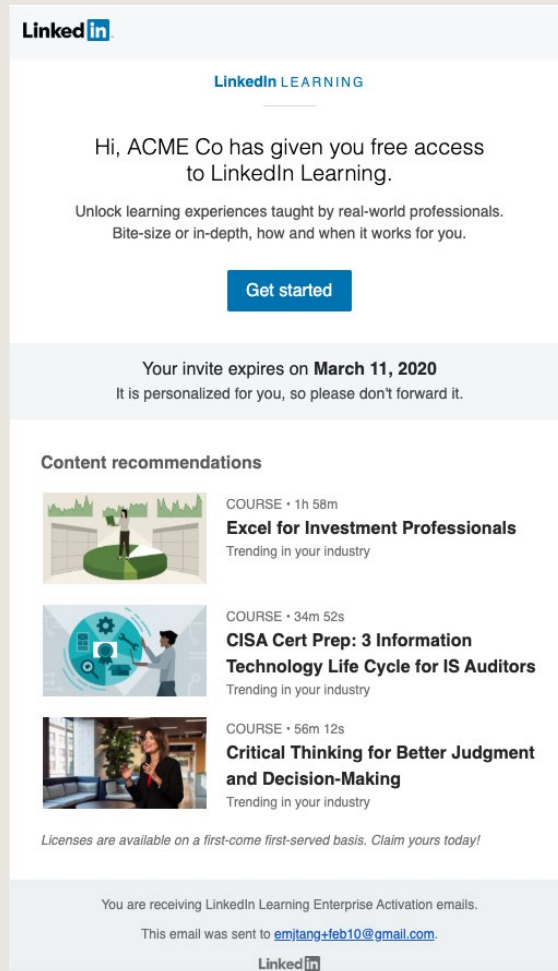 LinkedIn
LinkedIn LEARNING
Hi, ACME Co has given you free access
to LinkedIn Learning.
Unlock learning experiences taught by real-world professionals.
Bite-size or in-depth, how and when it works for you.
Get started
Your invite expires on March 11, 2020
It is personalized for you, so please don't forward it.
Content recommendations
COURSE • 1h 58m
Excel for Investment Professionals
Trending in your industry
COURSE • 34m 52s
CISA Cert Prep: 3 Information
Technology Life Cycle for IS Auditors
Trending in your industry
COURSE • 56m 12s
Critical Thinking for Better Judgment
and Decision-Making
Trending in your industry
Licenses are available on a first-come first-served basis. Claim yours today!
You are receiving LinkedIn Learning Enterprise Activation emails.
This email was sent to emjtang+feb10@gmail.com.
LinkedIn